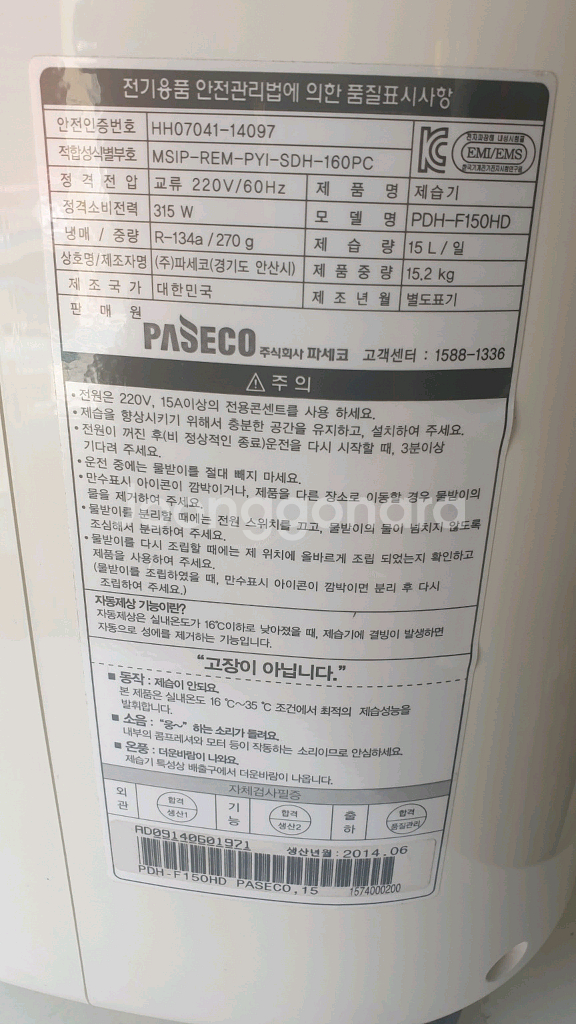 전기용품 안전관리법에 의한 품질표시사항
안전인증번호 HH07041-14097
적합성식별부호 MSIP-REM-PYI-SDH-160PC
EMI/EMS
정격전압 교류 220V/60Hz 제품명 제습기
정격소비전력 315 W 모델명 PDH-F150HD
냉매 / 중량 R-134a / 270 g 제습량 15 L / 일
상호명/제조자명 (주)파세코(경기도 안산시) 제품중량 15,2 kg
제조국가 대한민국 제조년월 별도표기
판매원
PASECO 주식회사 파세코 고객센터 : 1588-1336
주 의
• 전원은 220V, 15A이상의 전용콘센트를 사용 하세요.
• 제습을 향상시키기 위해서 충분한 공간을 유지하고, 설치하여 주세요.
• 전원이 꺼진 후(비 정상적인 종료)운전을 다시 시작할 때, 3분이상
기다려 주세요.
• 운전 중에는 물받이를 절대 빼지 마세요.
• 만수표시 아이콘이 깜박이거나, 제품을 다른 장소로 이동할 경우 물받이의
물을 제거하여 주세요.
• 물받이를 분리할 때에는 전원 스위치를 끄고, 물받이의 물이 넘치지 않도록
조심해서 분리하여 주세요.
• 물받이를 다시 조립할 때에는 제 위치에 올바르게 조립 되었는지 확인하고
제품을 사용하여 주세요.
(물받이를 조립하였을 때, 만수표시 아이콘이 깜박이면 분리 후 다시
조립하여 주세요.)
자동제상 기능이란?
자동제상은 실내온도가 16℃이하로 낮아졌을 때, 제습기에 결빙이 발생하면
자동으로 성에를 제거하는 기능입니다.
"고장이 아닙니다."
■ 동작 : 제습이 안되요.
본 제품은 실내온도 16 ℃~35 ℃ 조건에서 최적의 제습성능을
발휘합니다.
■ 소음 : "웅~" 하는 소리가 들려요.
내부의 콤프레셔와 모터 등이 작동하는 소리이므로 안심하세요.
■ 온풍 : 더운바람이 나와요.
제습기 특성상 배출구에서 더운바람이 나옵니다.
자체검사필증
외관 합격 생산1 기능 합격 생산2 출하 합격 품질관리
AD09140601971 생산년월 : 2014.06
PDH-F150HD PASECO,15 1574000200